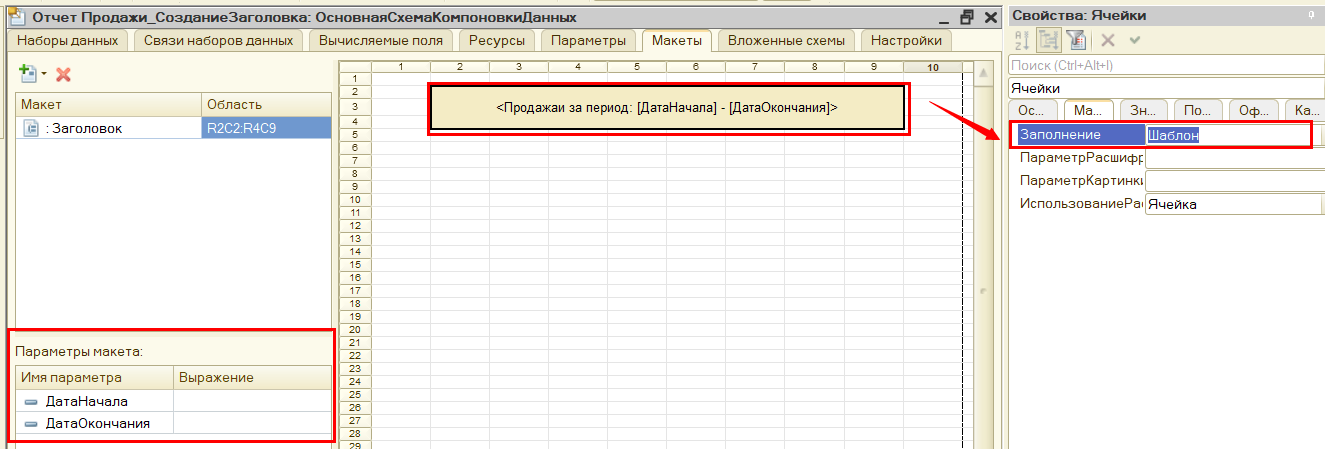 Отчет Продажи_СозданиеЗаголовка: ОсновнаяСхемаКомпоновкиДанных
Наборы данных Связи наборов данных Вычисляемые поля Ресурсы Параметры Макеты Вложенные схемы Настройки
Макет Область
: Заголовок R2C2:R4C9
Параметры макета:
Имя параметра Выражение
ДатаНачала
ДатаОкончания
1 2 3 4 5 6 7 8 9 10
1
2
3
4
5
6
7
8
9
10
11
12
13
14
15
16
17
18
19
20
21
22
23
24
25
26
27
28
29
<Продажаи за период: [ДатаНачала] - [ДатаОкончания]>
Свойства: Ячейки
Поиск (Ctrl+Alt+I)
Ячейки
Ос... Ма... Зн... По... Оф... Ка...
Заполнение Шаблон
ПараметрРасшифр
ПараметрКартинки
ИспользованиеРас Ячейка